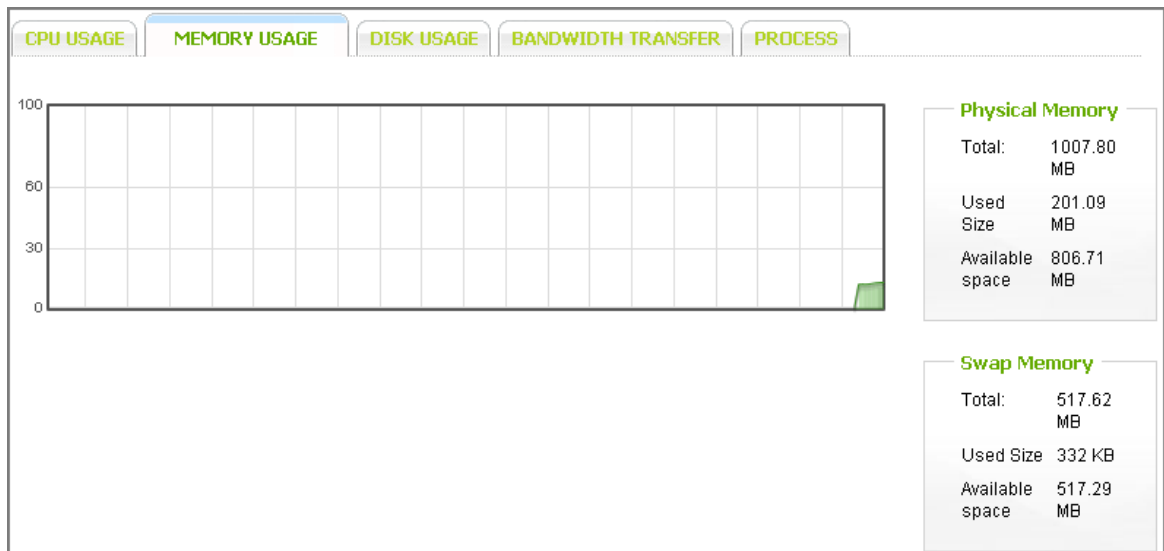 CPU USAGE MEMORY USAGE DISK USAGE BANDWIDTH TRANSFER PROCESS
100
60
30
0
Physical Memory
Total: 1007.80
MB
Used 201.09
Size MB
Available 806.71
space MB
Swap Memory
Total: 517.62
MB
Used Size 332 KB
Available 517.29
space MB